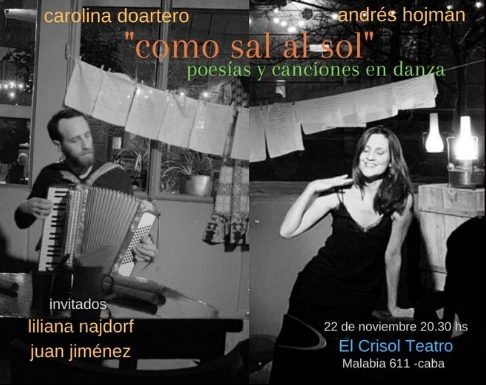 carolina doartero
andrés hojman
"como sal al sol"
poesías y canciones en danza
invitados
liliana najdorf
juan jiménez
22 de noviembre 20.30 hs
El Crisol Teatro
Malabia 611 -caba